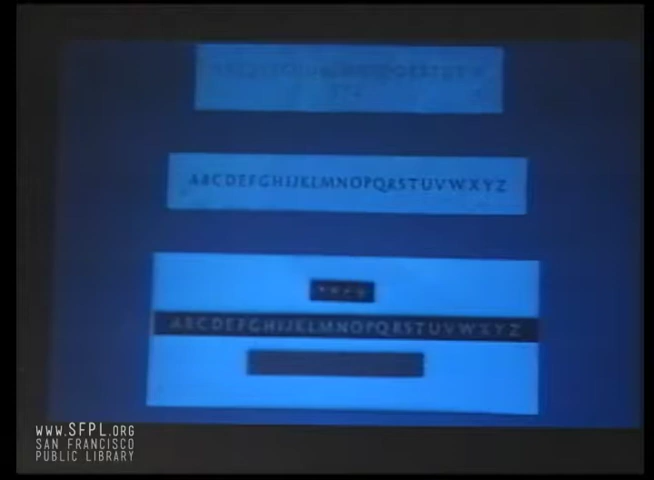 ABCDEFGHIJKLMNOPQRSTUVWXYZ
ABCDEFGHIJKLMNOPQRSTUVWXYZ
WWW.SFPL.ORG
SAN FRANCISCO
PUBLIC LIBRARY